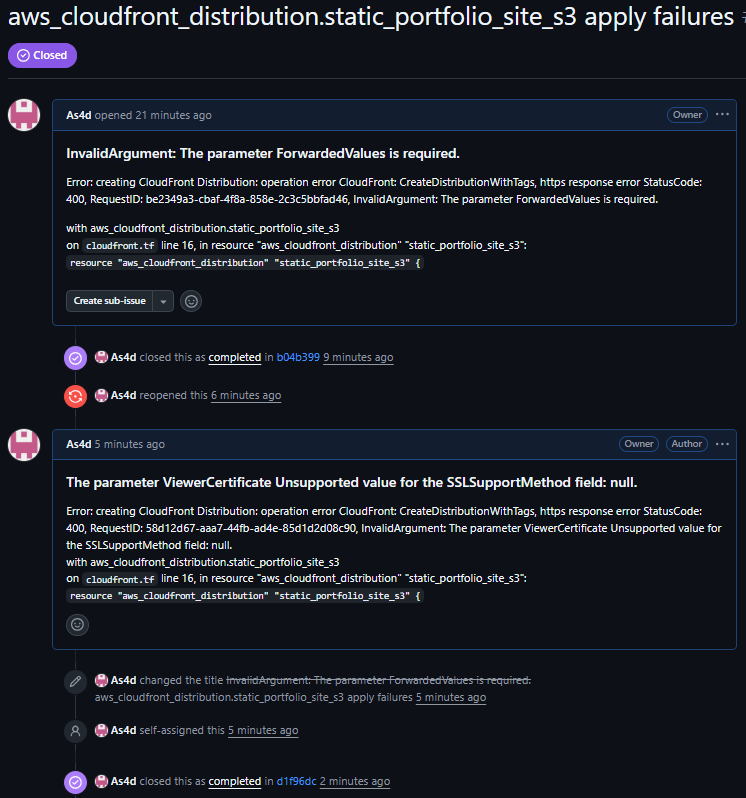 aws_cloudfront_distribution.static_portfolio_site_s3 apply failures
Closed
As4d opened 21 minutes ago
Owner
InvalidArgument: The parameter ForwardedValues is required.
Error: creating CloudFront Distribution: operation error CloudFront: CreateDistributionWithTags, https response error StatusCode:
400, RequestID: be2349a3-cbaf-4f8a-858e-2c3c5bbfad46, InvalidArgument: The parameter ForwardedValues is required.
with aws_cloudfront_distribution.static_portfolio_site_s3
on cloudfront.tf line 16, in resource "aws_cloudfront_distribution" "static_portfolio_site_s3":
resource "aws_cloudfront_distribution" "static_portfolio_site_s3" {
Create sub-issue
As4d closed this as completed in b04b399 9 minutes ago
As4d reopened this 6 minutes ago
As4d 5 minutes ago
Owner Author
The parameter ViewerCertificate Unsupported value for the SSLSupportMethod field: null.
Error: creating CloudFront Distribution: operation error CloudFront: CreateDistributionWithTags, https response error StatusCode:
400, RequestID: 58d12d67-aaa7-44fb-ad4e-85d1d2d08c90, InvalidArgument: The parameter ViewerCertificate Unsupported value for
the SSLSupportMethod field: null.
with aws_cloudfront_distribution.static_portfolio_site_s3
on cloudfront.tf line 16, in resource "aws_cloudfront_distribution" "static_portfolio_site_s3":
resource "aws_cloudfront_distribution" "static_portfolio_site_s3" {
As4d changed the title InvalidArgument: The parameter ForwardedValues is required.
aws_cloudfront_distribution.static_portfolio_site_s3 apply failures 5 minutes ago
As4d self-assigned this 5 minutes ago
As4d closed this as completed in d1f96dc 2 minutes ago